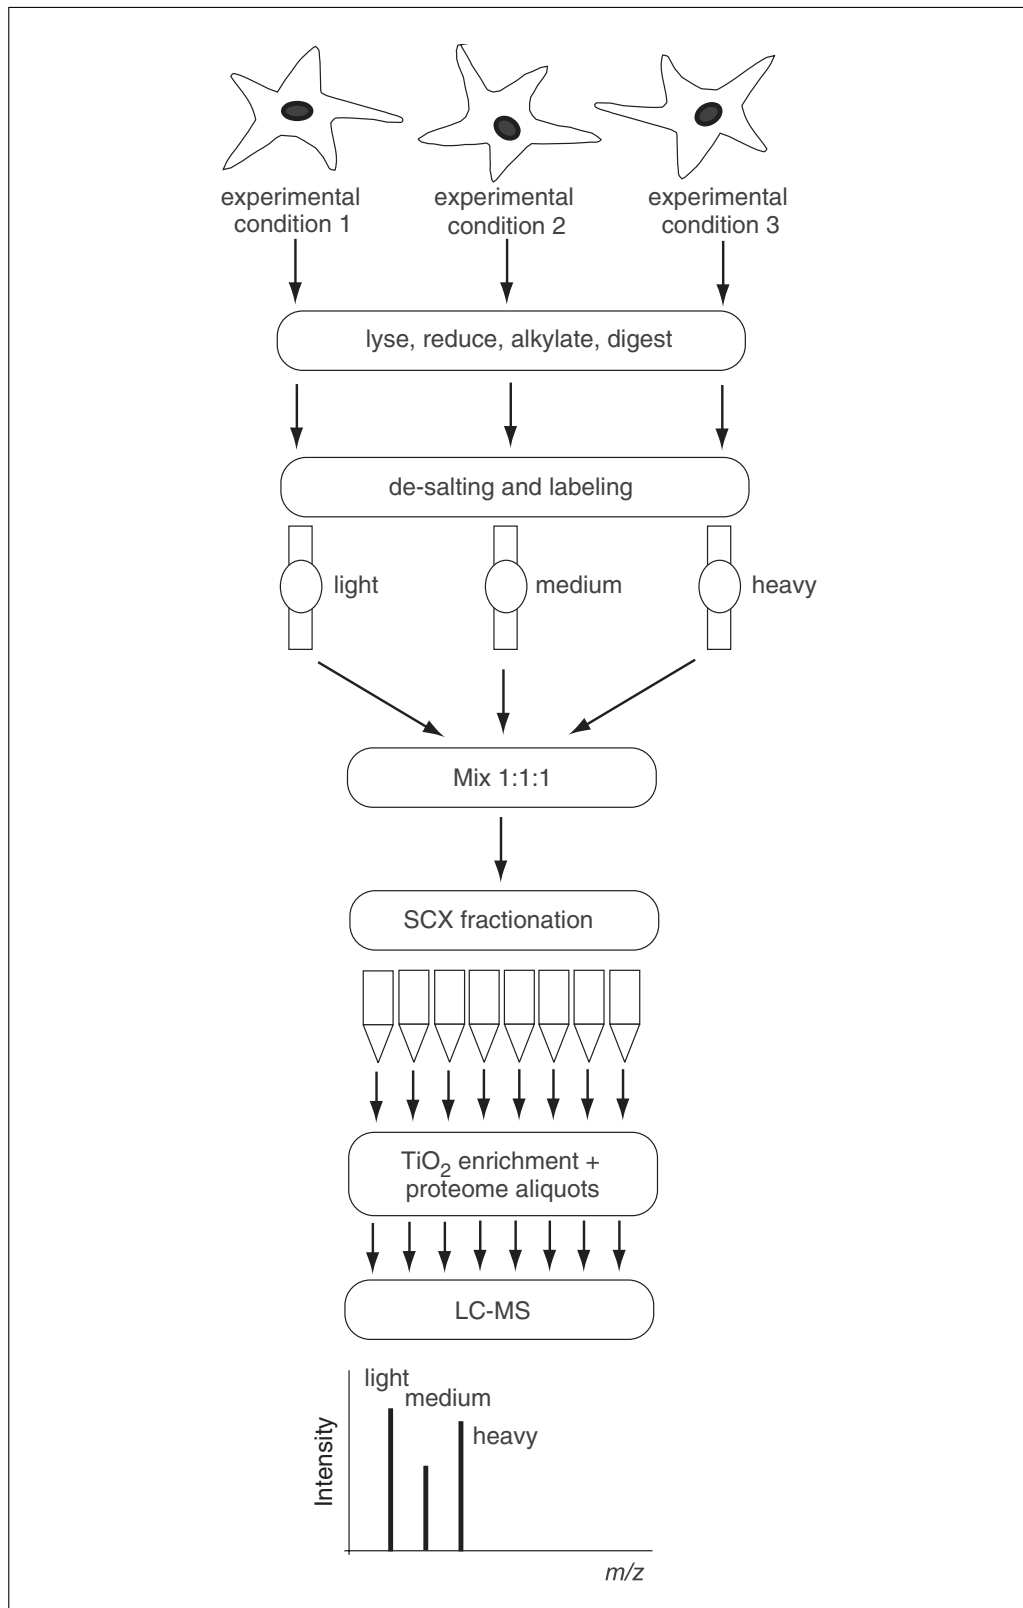 experimental
condition 1
experimental
condition 2
experimental
condition 3
lyse, reduce, alkylate, digest
de-salting and labeling
light
medium
heavy
Mix 1:1:1
SCX fractionation
TiO2 enrichment +
proteome aliquots
LC-MS
light
medium
heavy
Intensity
m/z